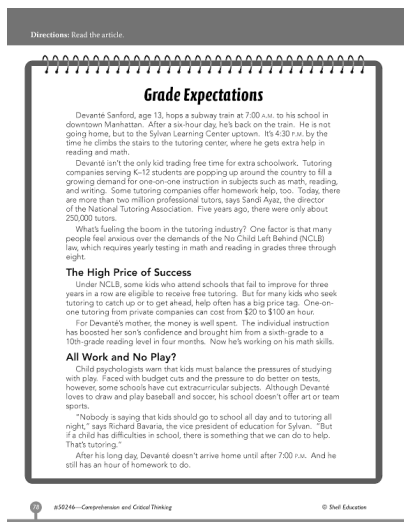 Directions: Read the article.
Grade Expectations
Devanté Sanford, age 13, hops a subway train at 7:00 A.M. to his school in
downtown Manhattan. After a six-hour day, he's back on the train. He is not
going home, but to the Sylvan Learning Center uptown. It's 4:30 P.M. by the
time he climbs the stairs to the tutoring center, where he gets extra help in
reading and math.
Devanté isn't the only kid trading free time for extra schoolwork. Tutoring
companies serving K–12 students are popping up around the country to fill a
growing demand for one-on-one instruction in subjects such as math, reading,
and writing. Some tutoring companies offer homework help, too. Today, there
are more than two million professional tutors, says Sandi Ayaz, the director
of the National Tutoring Association. Five years ago, there were only about
250,000 tutors.
What's fueling the boom in the tutoring industry? One factor is that many
people feel anxious over the demands of the No Child Left Behind (NCLB)
law, which requires yearly testing in math and reading in grades three through
eight.
The High Price of Success
Under NCLB, some kids who attend schools that fail to improve for three
years in a row are eligible to receive free tutoring. But for many kids who seek
tutoring to catch up or to get ahead, help often has a big price tag. One-on-
one tutoring from private companies can cost from $20 to $100 an hour.
For Devanté's mother, the money is well spent. The individual instruction
has boosted her son's confidence and brought him from a sixth-grade to a
10th-grade reading level in four months. Now he's working on his math skills.
All Work and No Play?
Child psychologists warn that kids must balance the pressures of studying
with play. Faced with budget cuts and the pressure to do better on tests,
however, some schools have cut extracurricular subjects. Although Devanté
loves to draw and play baseball and soccer, his school doesn't offer art or team
sports.
"Nobody is saying that kids should go to school all day and to tutoring all
night," says Richard Bavaria, the vice president of education for Sylvan. "But
if a child has difficulties in school, there is something that we can do to help.
That's tutoring."
After his long day, Devanté doesn't arrive home until after 7:00 P.M. And he
still has an hour of homework to do.
78 #50246—Comprehension and Critical Thinking © Shell Education